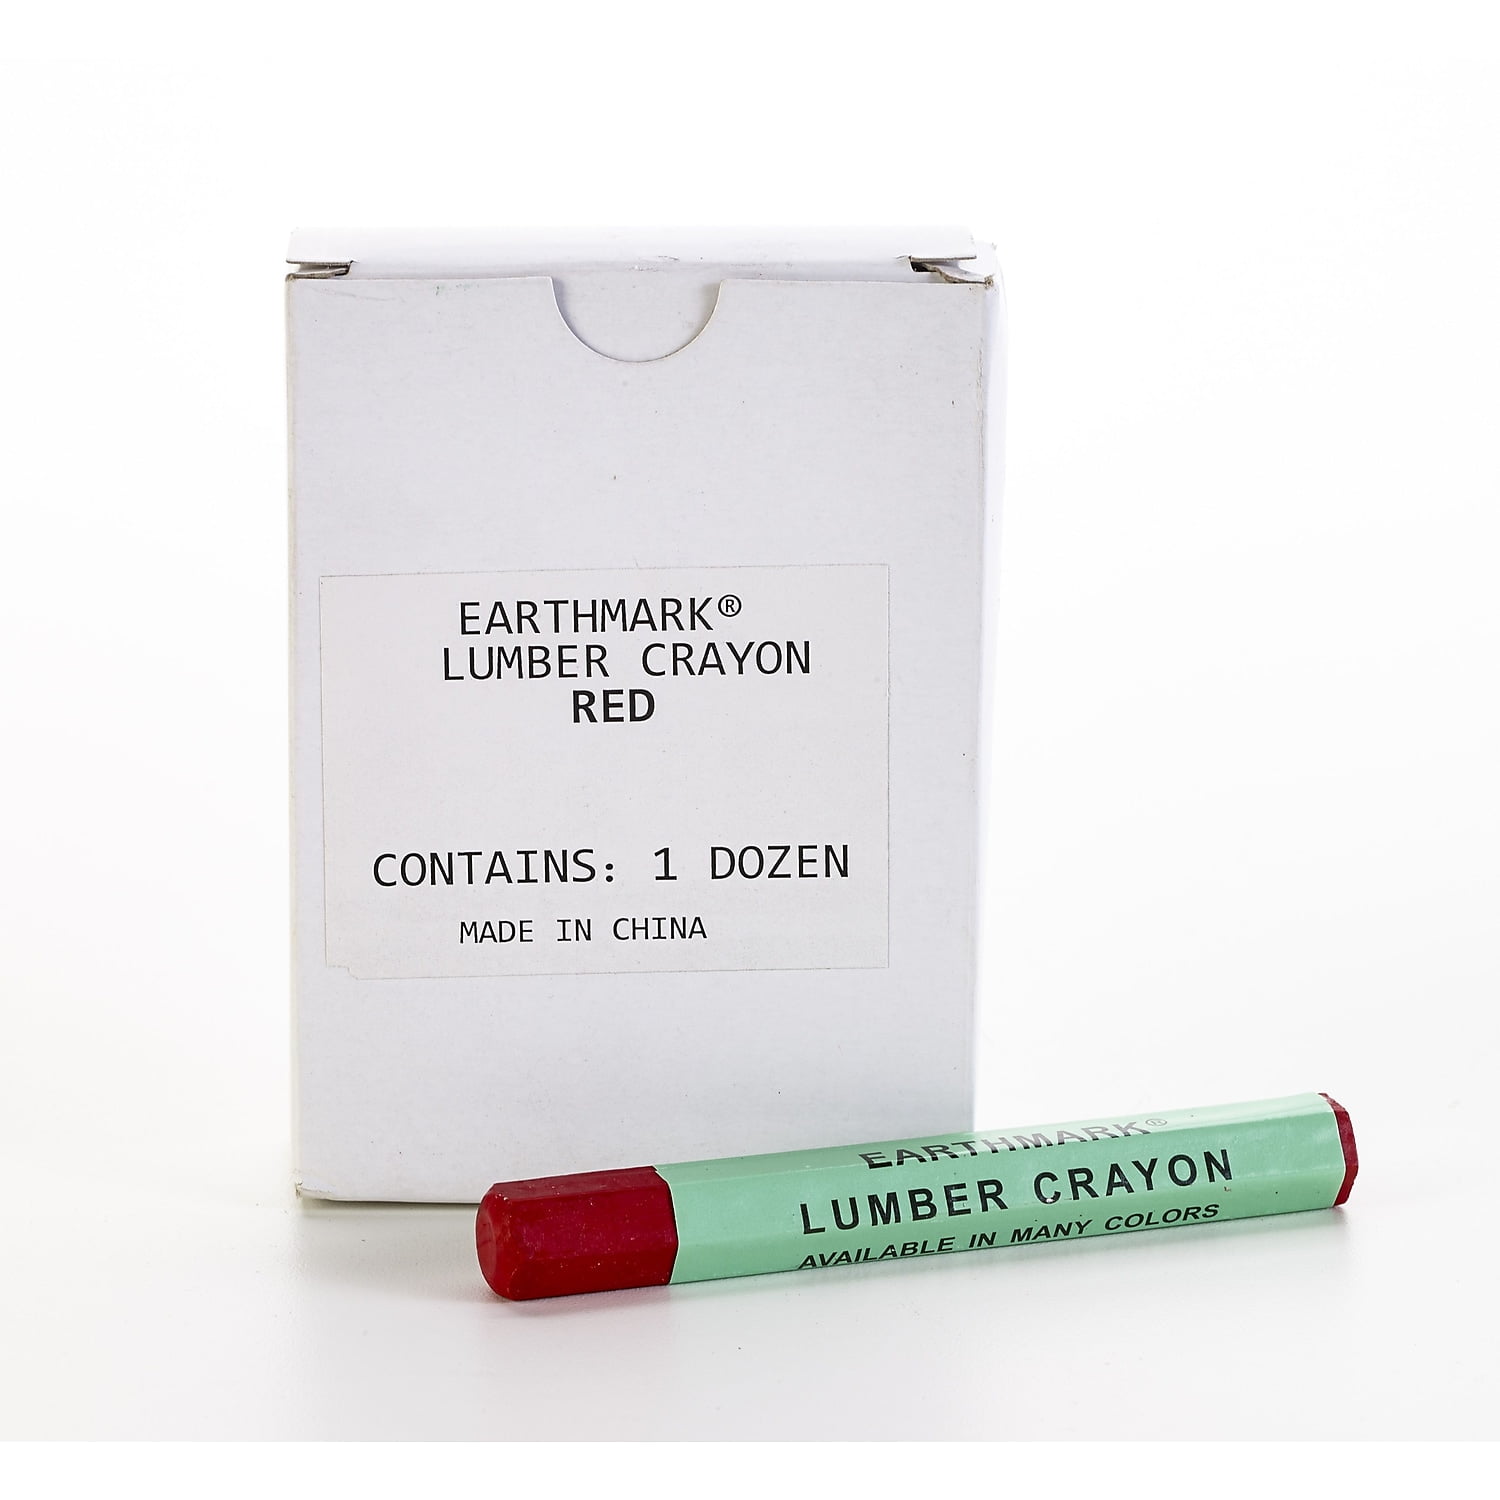 EARTHMARK®
LUMBER CRAYON
RED
CONTAINS: 1 DOZEN
MADE IN CHINA
EARTHMARK®
LUMBER CRAYON
AVAILABLE IN MANY COLORS